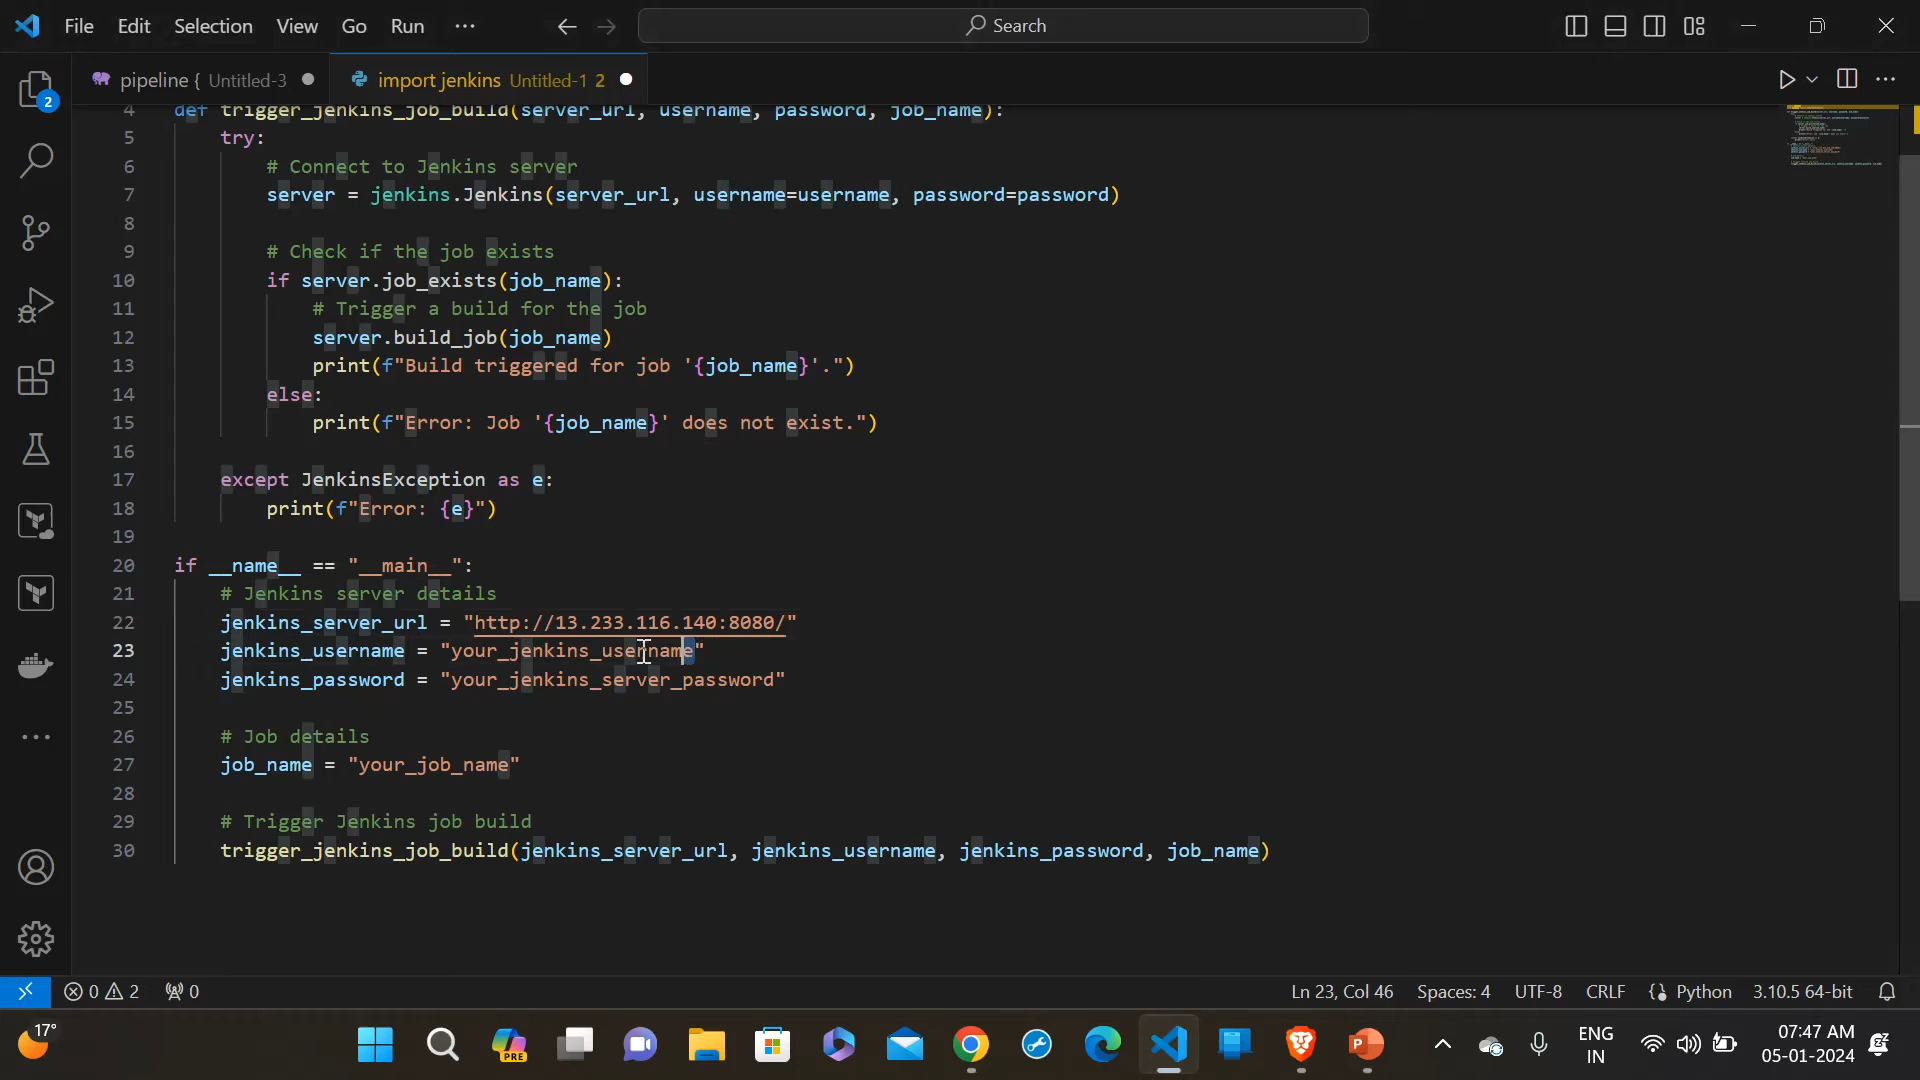 File Edit Selection View Go Run ··· Search
pipeline { Untitled-3 import jenkins Untitled-1 2
4 def trigger_jenkins_job_build(server_url, username, password, job_name):
5 try:
6 # Connect to Jenkins server
7 server = jenkins.Jenkins(server_url, username=username, password=password)
8
9 # Check if the job exists
10 if server.job_exists(job_name):
11 # Trigger a build for the job
12 server.build_job(job_name)
13 print(f"Build triggered for job '{job_name}'.")
14 else:
15 print(f"Error: Job '{job_name}' does not exist.")
16
17 except JenkinsException as e:
18 print(f"Error: {e}")
19
20 if __name__ == "__main__":
21 # Jenkins server details
22 jenkins_server_url = "http://13.233.116.140:8080/"
23 jenkins_username = "your_jenkins_username"
24 jenkins_password = "your_jenkins_server_password"
25
26 # Job details
27 job_name = "your_job_name"
28
29 # Trigger Jenkins job build
30 trigger_jenkins_job_build(jenkins_server_url, jenkins_username, jenkins_password, job_name)
2
0 2 0 Ln 23, Col 46 Spaces: 4 UTF-8 CRLF Python 3.10.5 64-bit
17° PRE P ENG 07:47 AM
IN 05-01-2024